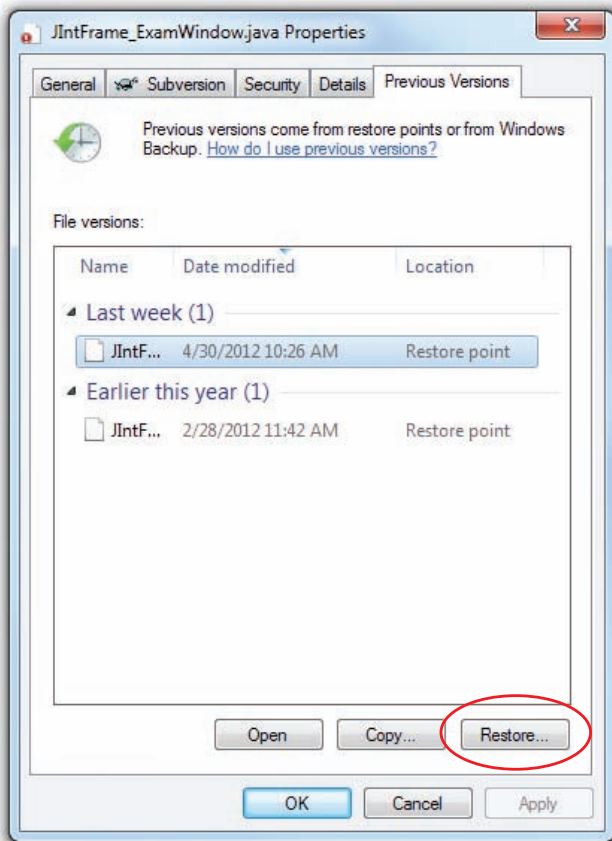 JIntFrame_ExamWindow.java Properties
General Subversion Security Details Previous Versions
Previous versions come from restore points or from Windows
Backup. How do I use previous versions?
File versions:
Name Date modified Location
Last week (1)
JIntF... 4/30/2012 10:26 AM Restore point
Earlier this year (1)
JIntF... 2/28/2012 11:42 AM Restore point
Open Copy... Restore...
OK Cancel Apply